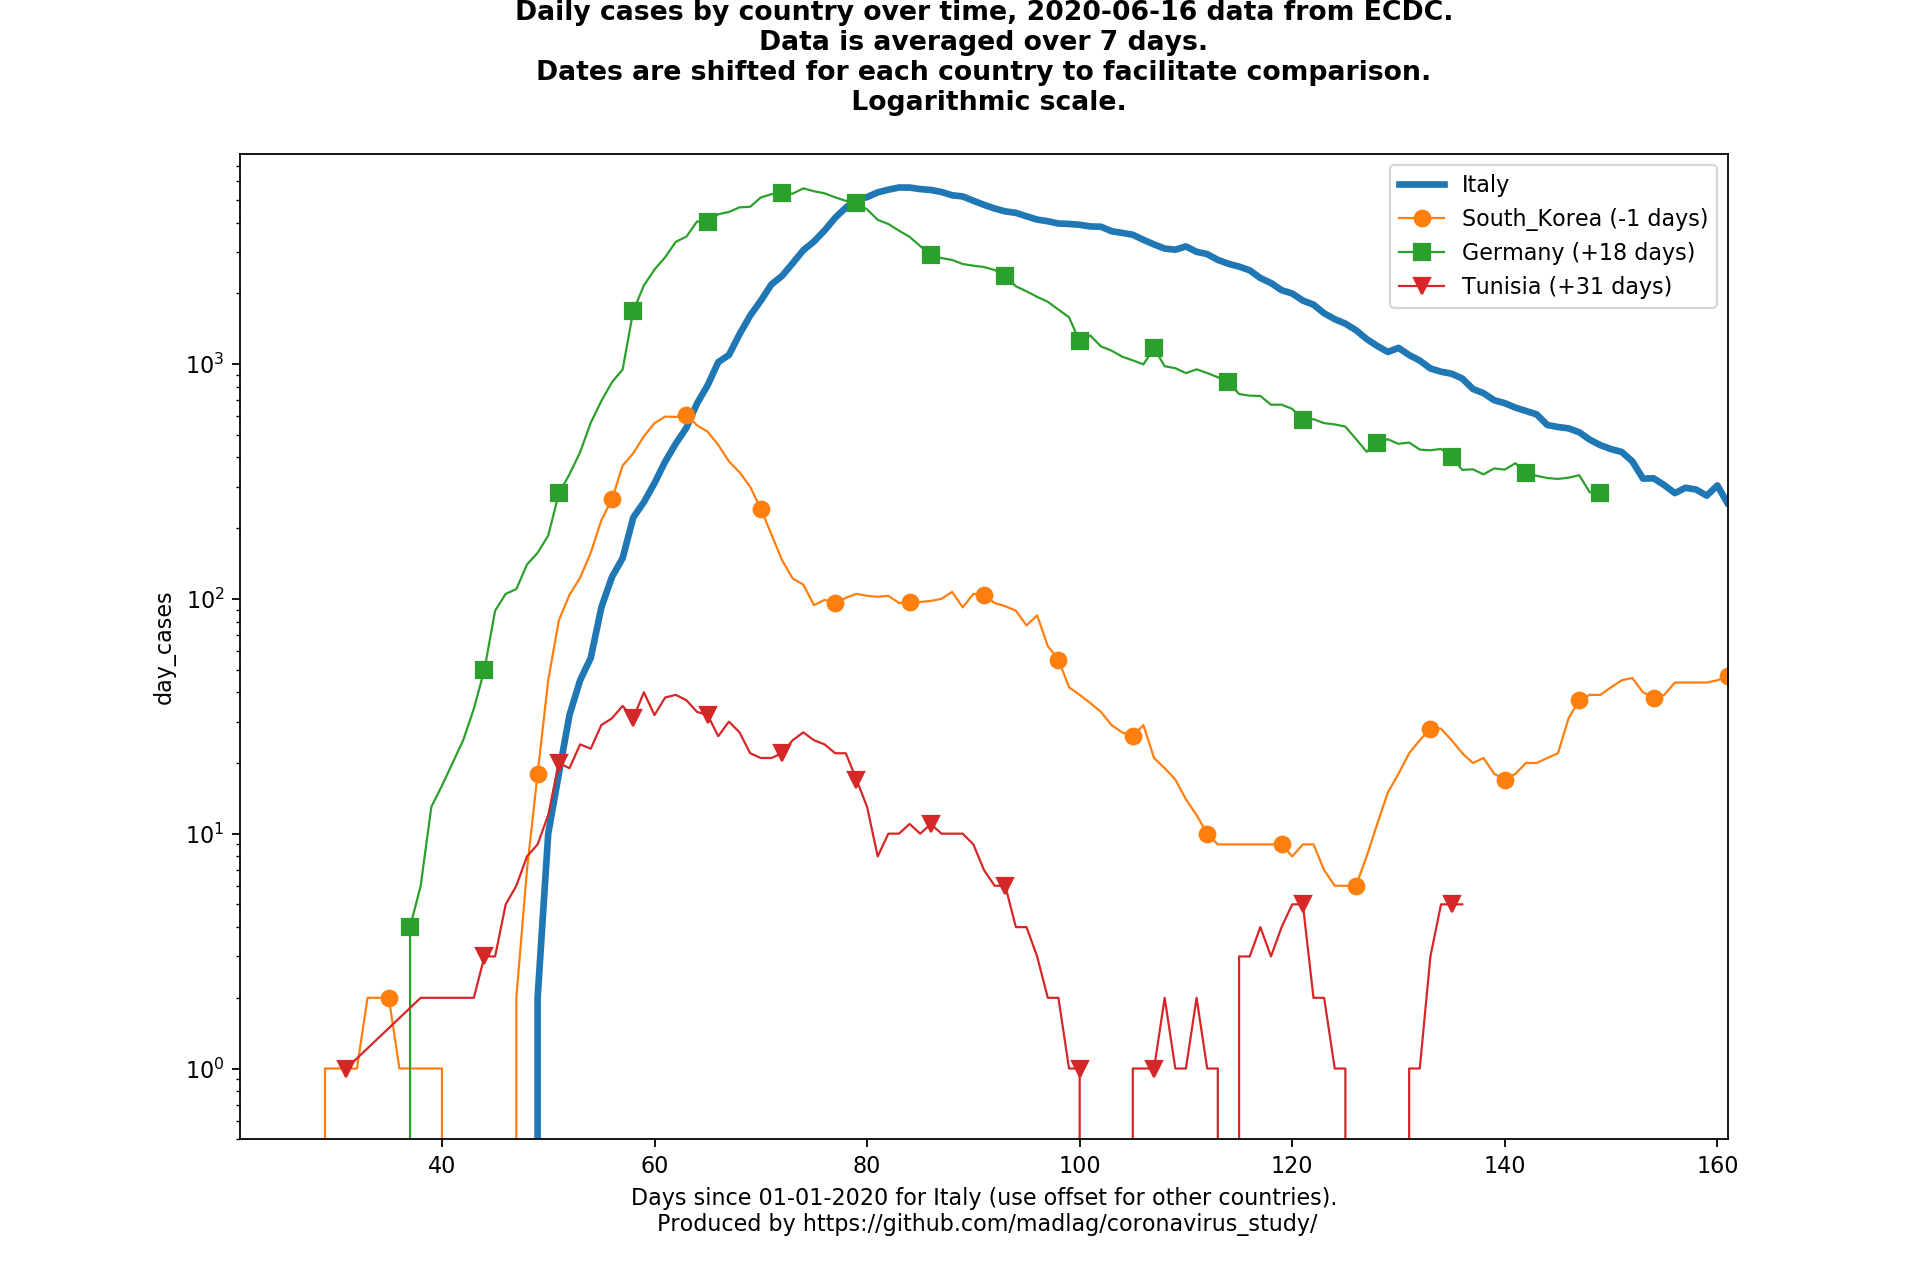 Daily cases by country over time, 2020-06-16 data from ECDC.
Data is averaged over 7 days.
Dates are shifted for each country to facilitate comparison.
Logarithmic scale.
Italy
South_Korea (-1 days)
Germany (+18 days)
Tunisia (+31 days)
10³
10²
10¹
10⁰
day_cases
40 60 80 100 120 140 160
Days since 01-01-2020 for Italy (use offset for other countries).
Produced by https://github.com/madlag/coronavirus_study/